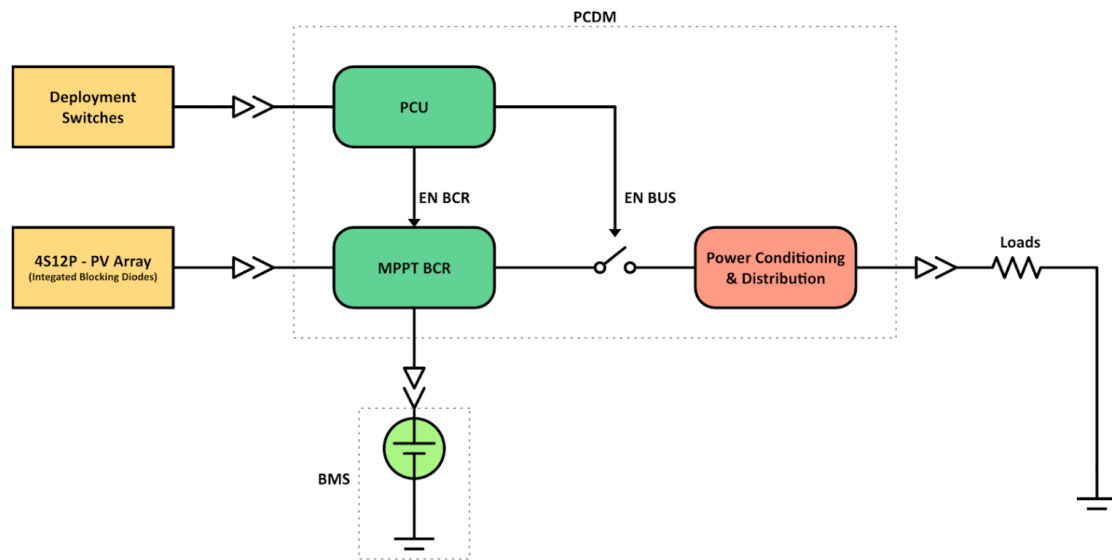 PCDM
Deployment
Switches
PCU
EN BCR
EN BUS
4S12P - PV Array
(Integated Blocking Diodes)
MPPT BCR
Power Conditioning
& Distribution
Loads
BMS